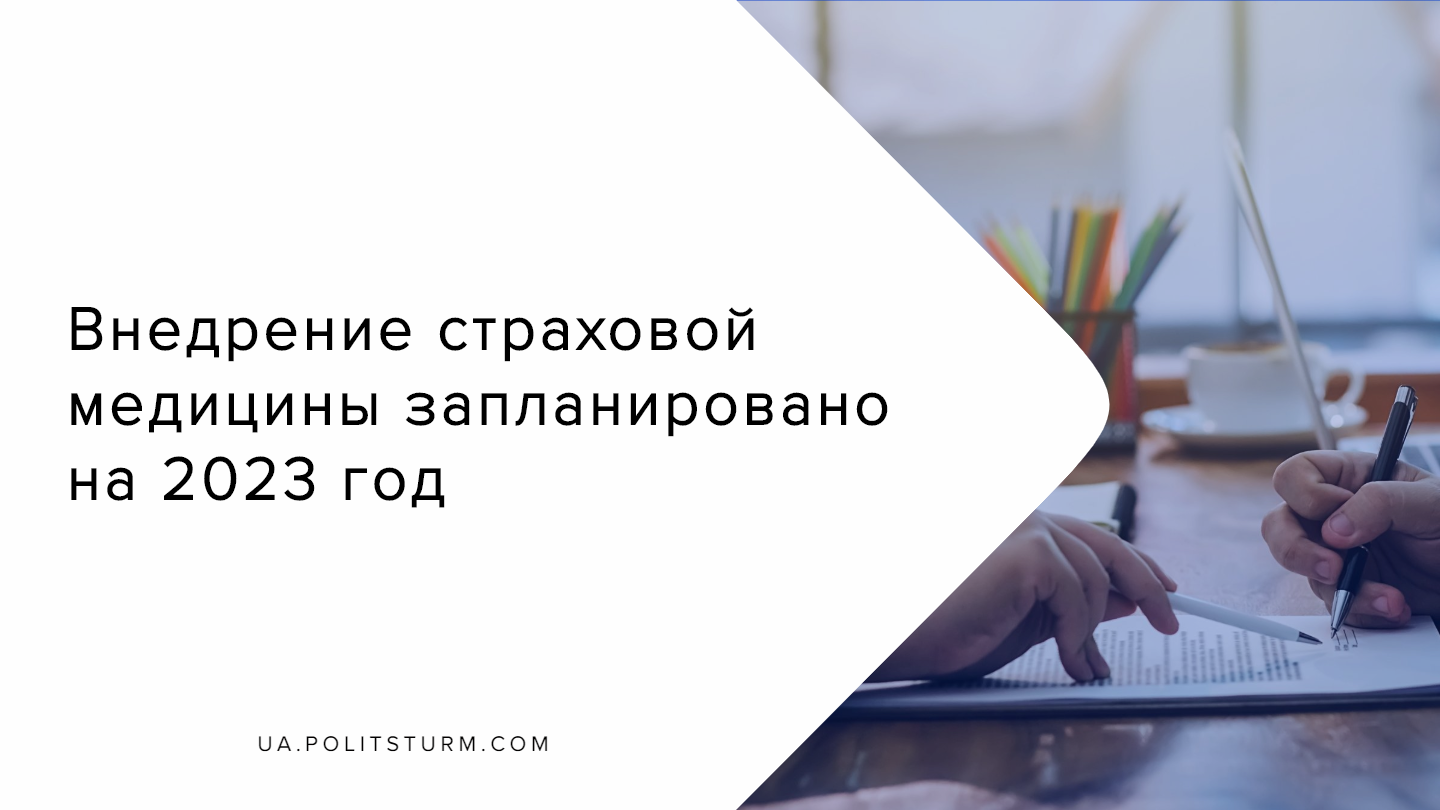 Внедрение страховой
медицины запланировано
на 2023 год
UA.POLITSTURM.COM